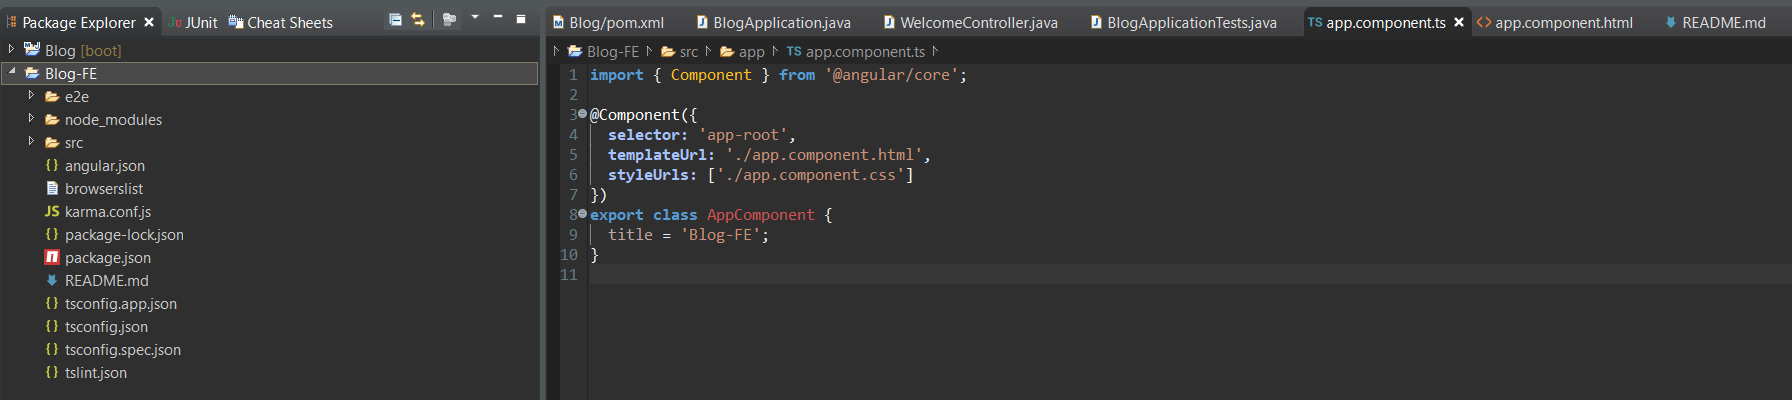 Package Explorer JUnit Cheat Sheets
Blog [boot]
Blog-FE
e2e
node_modules
src
angular.json
browserslist
JS karma.conf.js
package-lock.json
package.json
README.md
tsconfig.app.json
tsconfig.json
tsconfig.spec.json
tslint.json
Blog/pom.xml BlogApplication.java WelcomeController.java BlogApplicationTests.java TS app.component.ts app.component.html README.md
Blog-FE src app TS app.component.ts
1 import { Component } from '@angular/core';
2
3 @Component({
4 selector: 'app-root',
5 templateUrl: './app.component.html',
6 styleUrls: ['./app.component.css']
7 })
8 export class AppComponent {
9 title = 'Blog-FE';
10 }
11